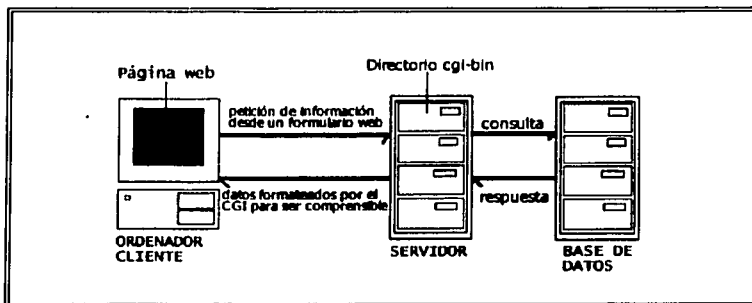 Página web
Directorio cgi-bin
petición de información
desde un formulario web
consulta
datos formateados por el
CGI para ser comprensible
respuesta
ORDENADOR
CLIENTE
SERVIDOR
BASE DE
DATOS